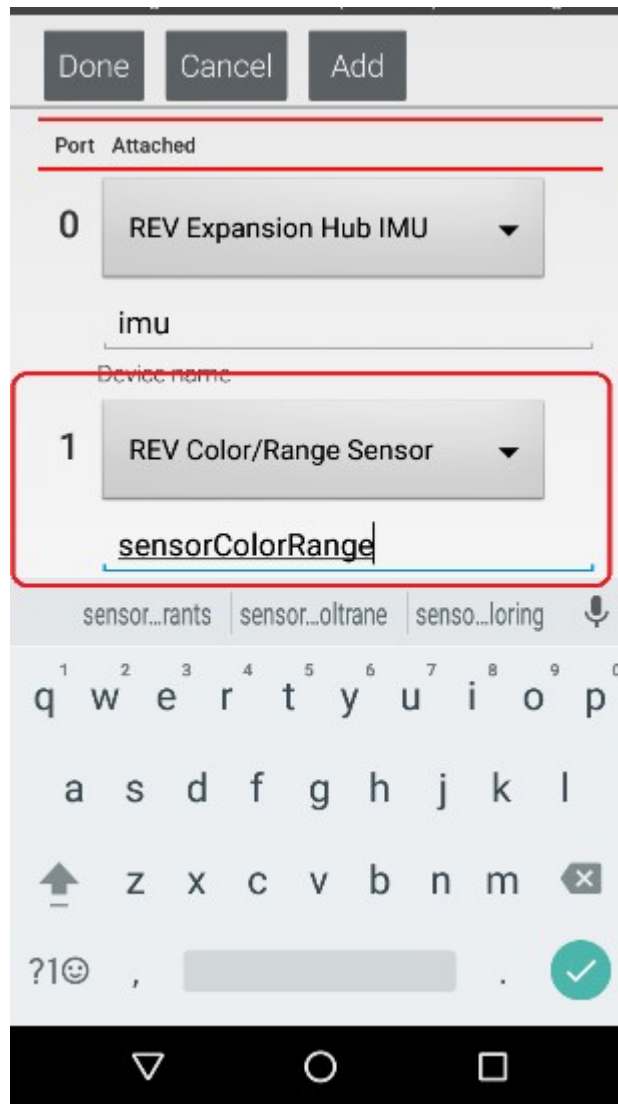 Done Cancel Add
Port Attached
0 REV Expansion Hub IMU
imu
Device name
1 REV Color/Range Sensor
sensorColorRange
sensor...rants sensor...oltrane senso...loring
1 2 3 4 5 6 7 8 9 0
q w e r t y u i o p
a s d f g h j k l
z x c v b n m
?1☺ , .